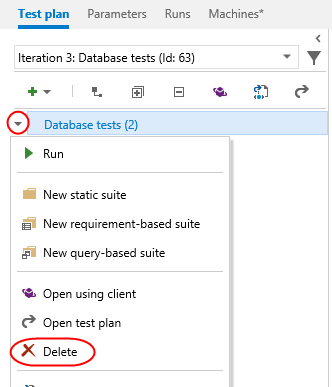 Test plan Parameters Runs Machines*
Iteration 3: Database tests (Id: 63)
Database tests (2)
Run
New static suite
New requirement-based suite
New query-based suite
Open using client
Open test plan
Delete